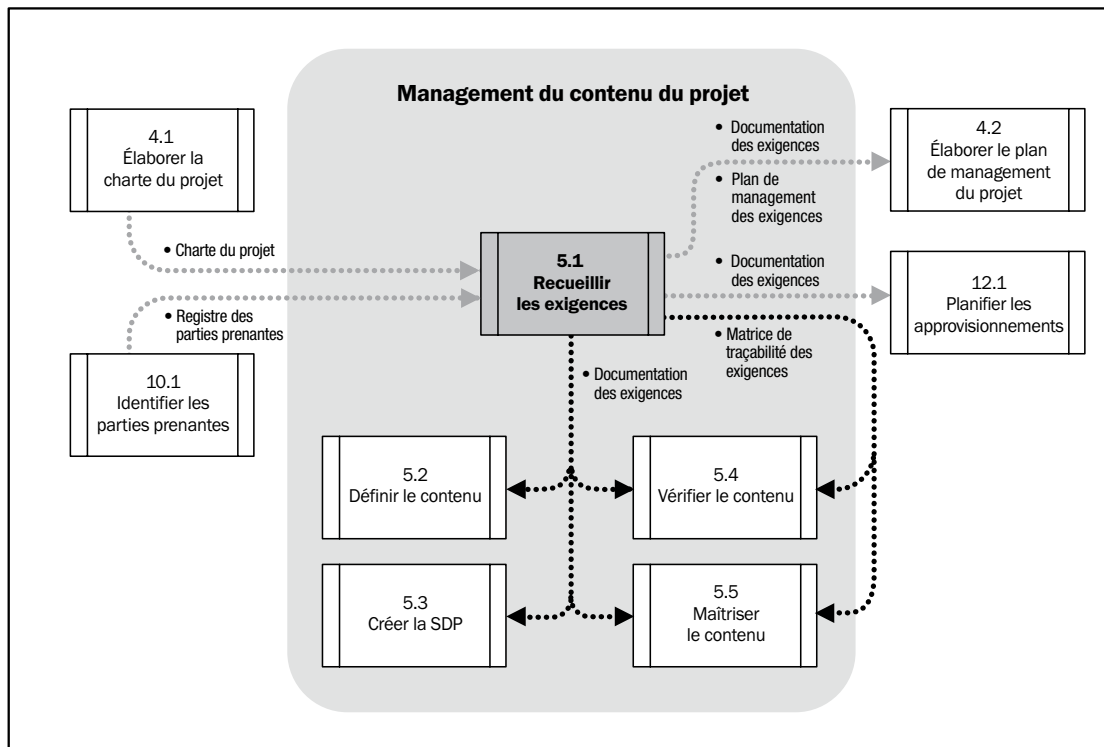 Management du contenu du projet
4.1
Élaborer la
charte du projet
• Documentation
des exigences
• Plan de
management
des exigences
4.2
Élaborer le plan
de management
du projet
• Charte du projet
5.1
Recueillir
les exigences
• Documentation
des exigences
12.1
Planifier les
approvisionnements
• Registre des
parties prenantes
• Matrice de
traçabilité des
exigences
10.1
Identifier les
parties prenantes
• Documentation
des exigences
5.2
Définir le contenu
5.4
Vérifier le contenu
5.3
Créer la SDP
5.5
Maîtriser
le contenu